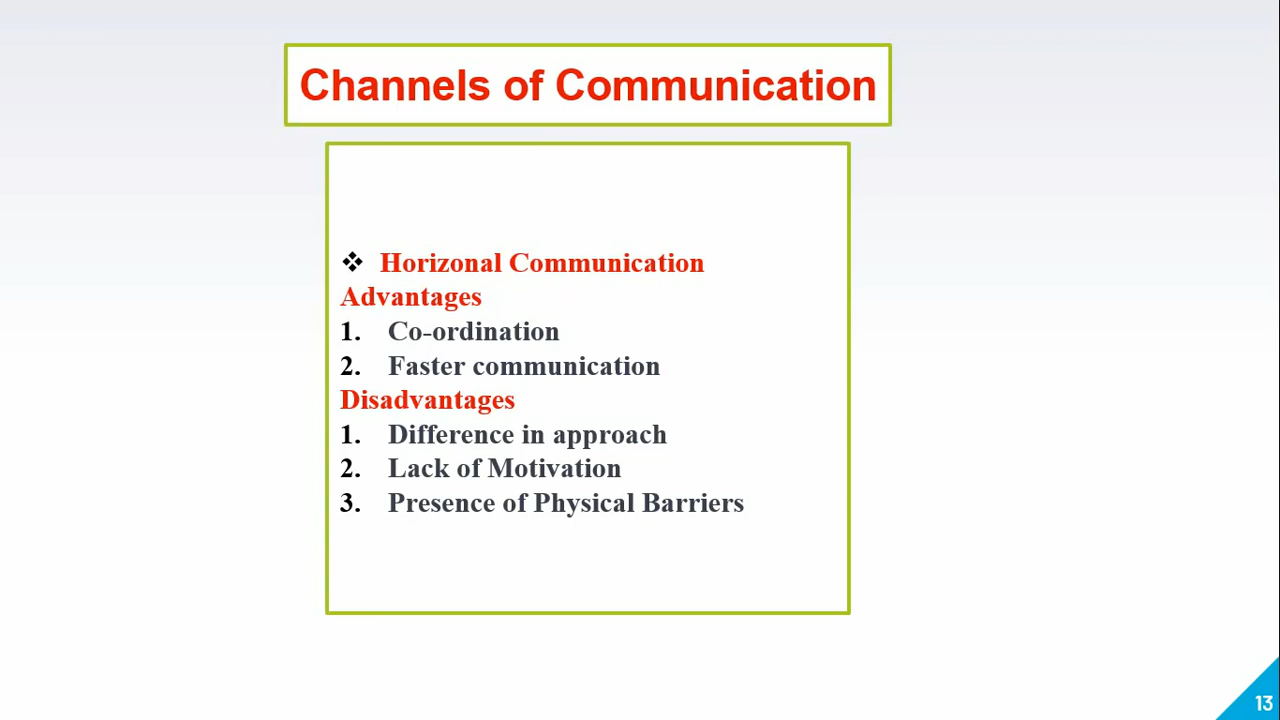 Channels of Communication
❖ Horizonal Communication
Advantages
1. Co-ordination
2. Faster communication
Disadvantages
1. Difference in approach
2. Lack of Motivation
3. Presence of Physical Barriers
13